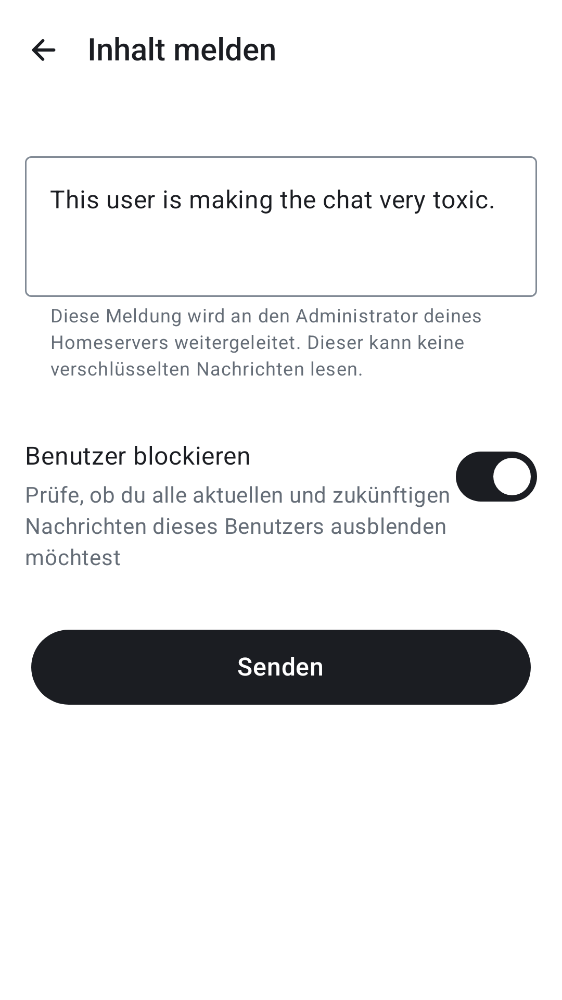 Inhalt melden
This user is making the chat very toxic.
Diese Meldung wird an den Administrator deines
Homeservers weitergeleitet. Dieser kann keine
verschlüsselten Nachrichten lesen.
Benutzer blockieren
Prüfe, ob du alle aktuellen und zukünftigen
Nachrichten dieses Benutzers ausblenden
möchtest
Senden